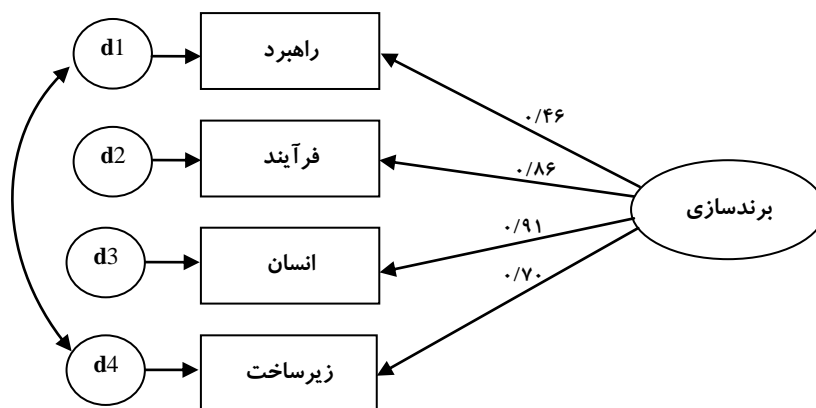 d1
راهبرد
۰/۴۶
d2
فرآیند
۰/۸۶
برندسازی
d3
انسان
۰/۹۱
d4
زیرساخت
۰/۷۰